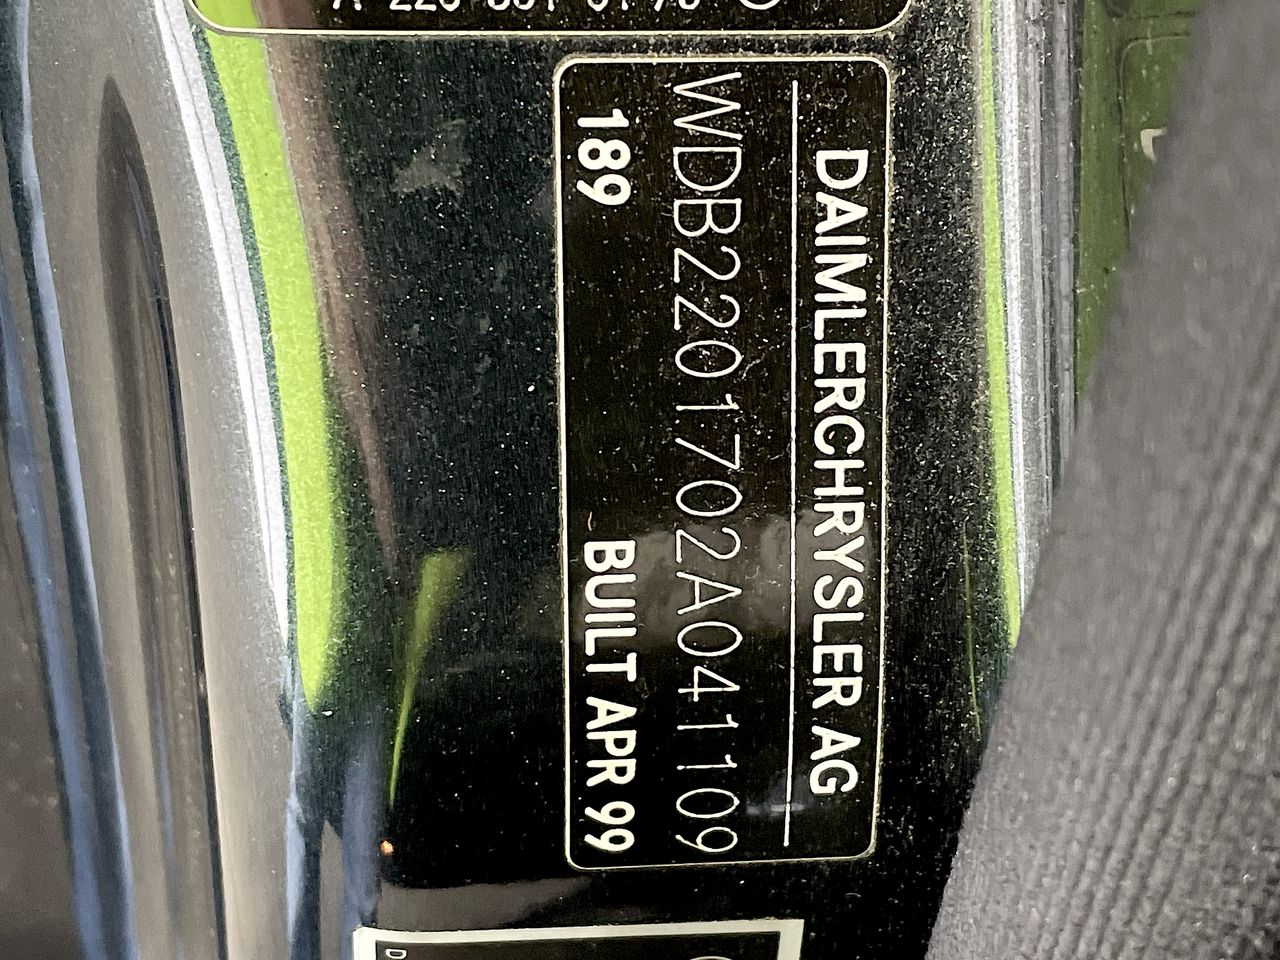 DAIMLERCHRYSLER AG
WDB2201702A041109
189 BUILT APR 99